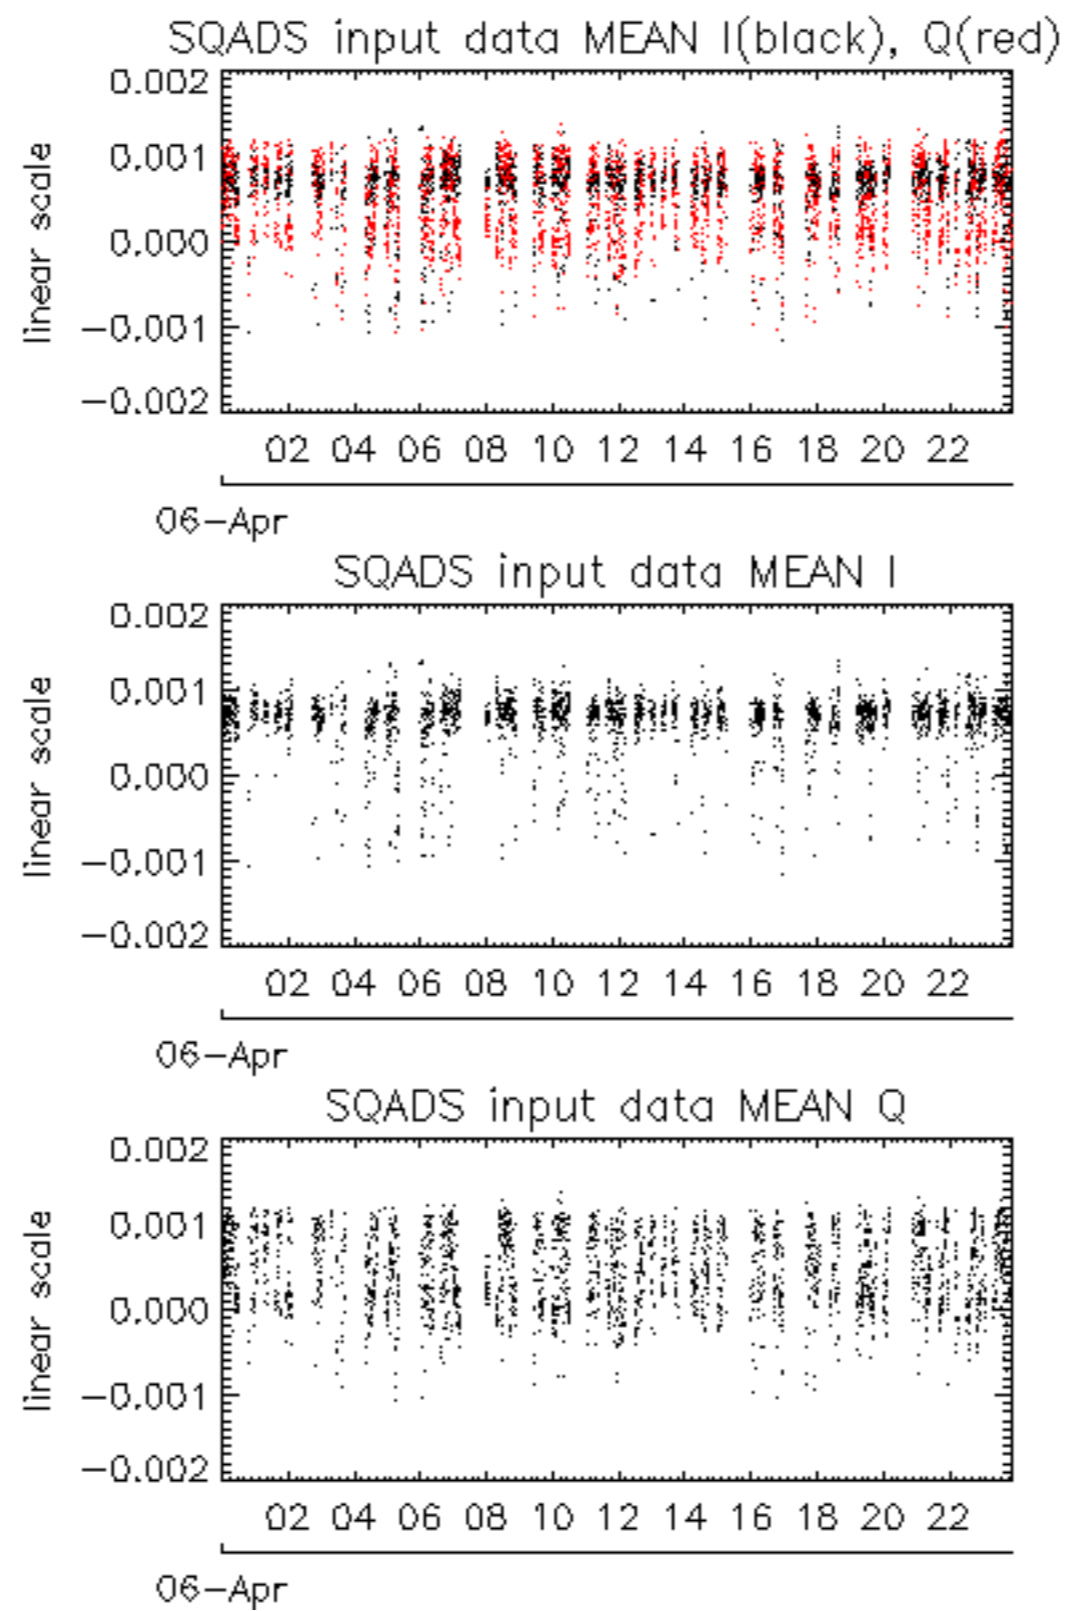 SQADS input data MEAN I(black), Q(red)
0.002
0.001
0.000
−0.001
−0.002
linear scale
02 04 06 08 10 12 14 16 18 20 22
06−Apr
SQADS input data MEAN I
0.002
0.001
0.000
−0.001
−0.002
linear scale
02 04 06 08 10 12 14 16 18 20 22
06−Apr
SQADS input data MEAN Q
0.002
0.001
0.000
−0.001
−0.002
linear scale
02 04 06 08 10 12 14 16 18 20 22
06−Apr